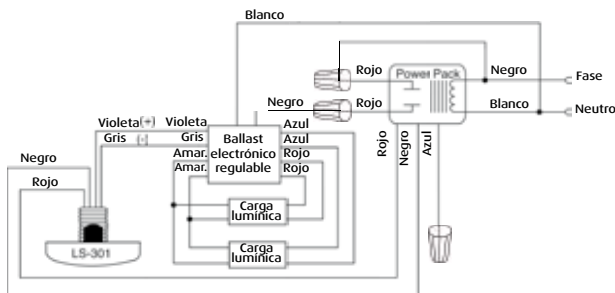 Blanco
Rojo
Power Pack
Negro
Fase
Negro
Rojo
Blanco
Neutro
Violeta(+)
Violeta
Azul
Gris (-)
Gris
Ballast
electrónico
regulable
Azul
Amar.
Rojo
Amar.
Rojo
Rojo
Negro
Azul
Negro
Rojo
Carga
lumínica
LS-301
Carga
lumínica